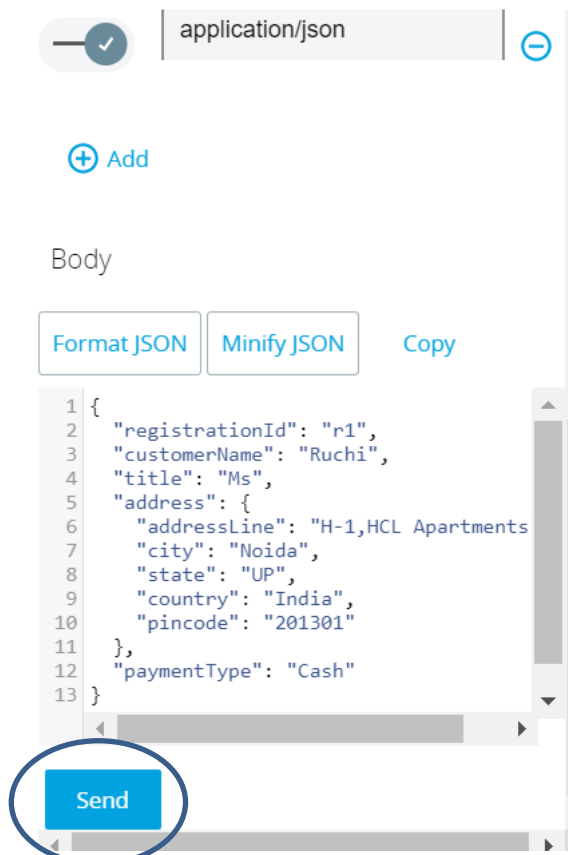 application/json
Add
Body
Format JSON Minify JSON Copy
1 {
2 "registrationId": "r1",
3 "customerName": "Ruchi",
4 "title": "Ms",
5 "address": {
6 "addressLine": "H-1,HCL Apartments
7 "city": "Noida",
8 "state": "UP",
9 "country": "India",
10 "pincode": "201301"
11 },
12 "paymentType": "Cash"
13 }
Send